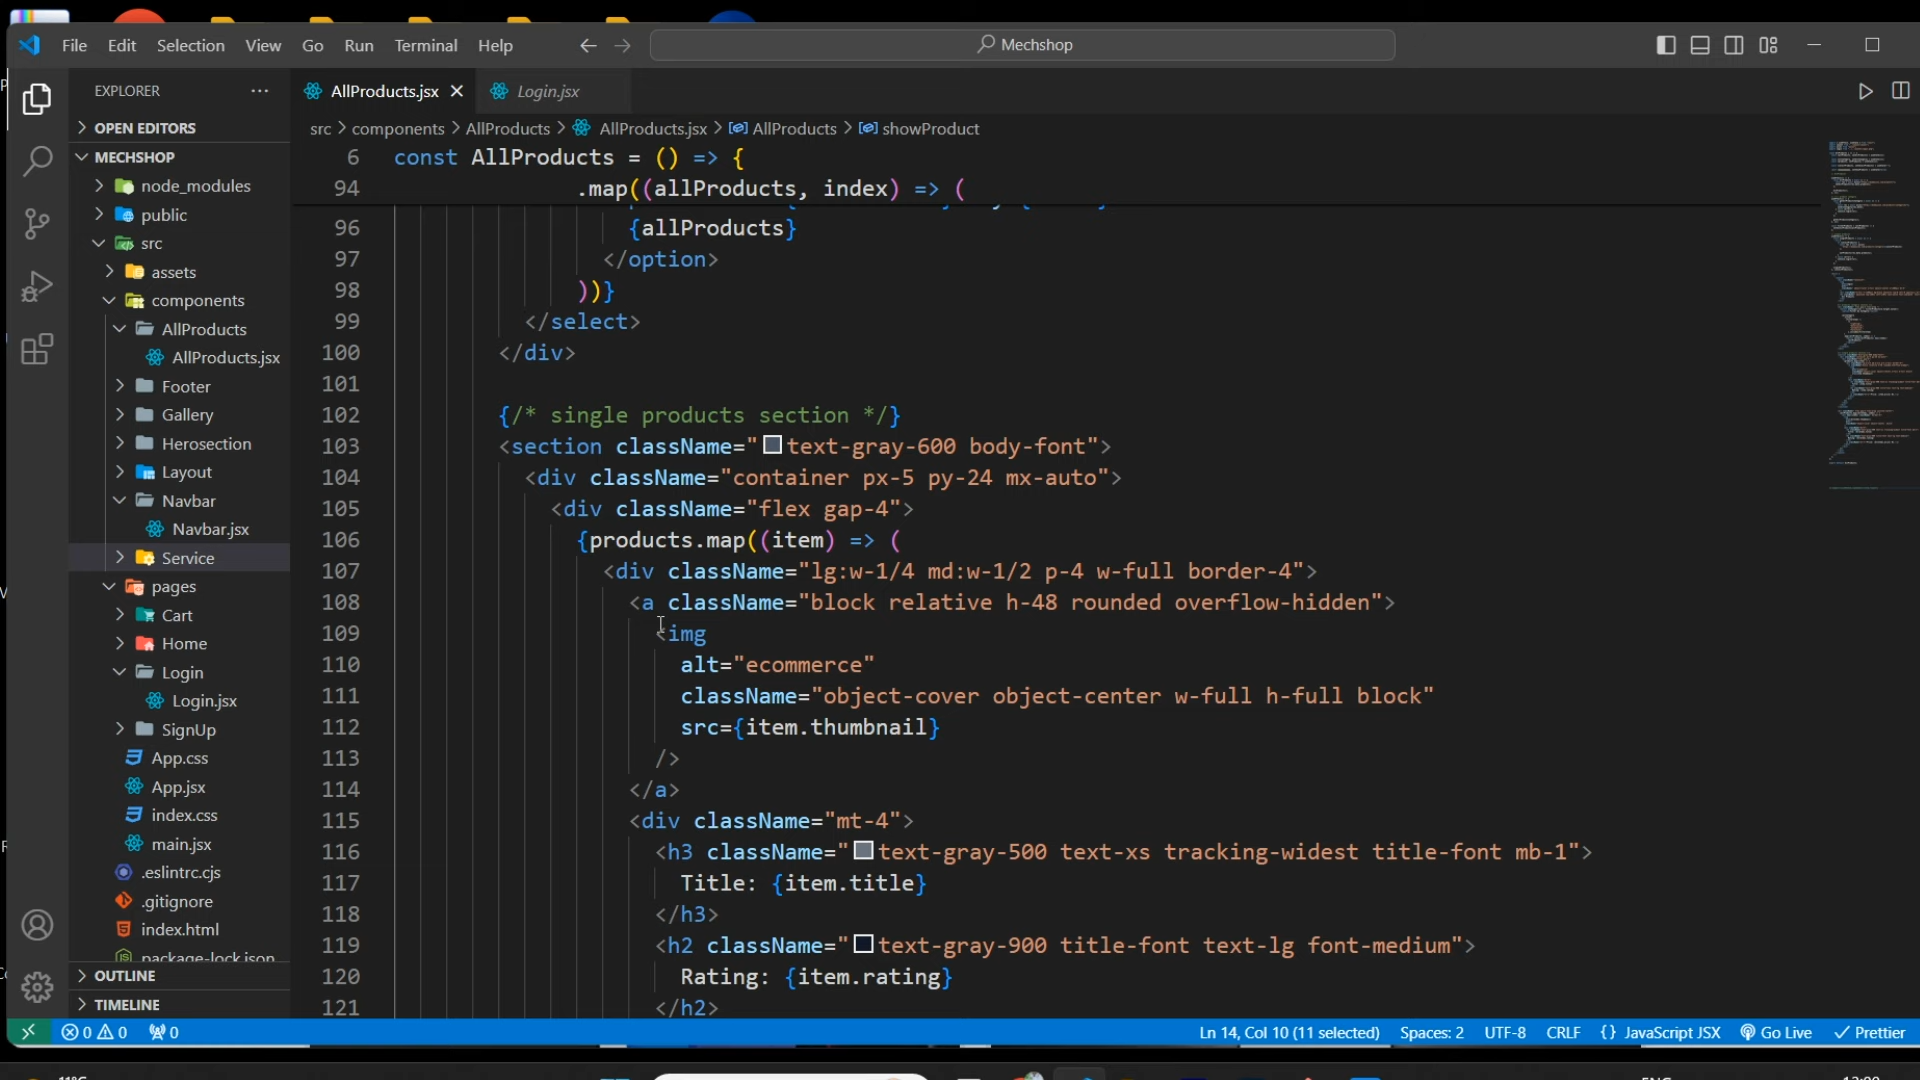 File Edit Selection View Go Run Terminal Help
Mechshop
EXPLORER
OPEN EDITORS
MECHSHOP
node_modules
public
src
assets
components
AllProducts
AllProducts.jsx
Footer
Gallery
Herosection
Layout
Navbar
Navbar.jsx
Service
pages
Cart
Home
Login
Login.jsx
SignUp
App.css
App.jsx
index.css
main.jsx
.eslintrc.cjs
.gitignore
index.html
package-lock.json
OUTLINE
TIMELINE
AllProducts.jsx Login.jsx
src > components > AllProducts > AllProducts.jsx > AllProducts > showProduct
6 const AllProducts = () => {
94 .map((allProducts, index) => (
96 {allProducts}
97 </option>
98 ))}
99 </select>
100 </div>
101
102 {/* single products section */}
103 <section className="text-gray-600 body-font">
104 <div className="container px-5 py-24 mx-auto">
105 <div className="flex gap-4">
106 {products.map((item) => (
107 <div className="lg:w-1/4 md:w-1/2 p-4 w-full border-4">
108 <a className="block relative h-48 rounded overflow-hidden">
109 <img
110 alt="ecommerce"
111 className="object-cover object-center w-full h-full block"
112 src={item.thumbnail}
113 />
114 </a>
115 <div className="mt-4">
116 <h3 className="text-gray-500 text-xs tracking-widest title-font mb-1">
117 Title: {item.title}
118 </h3>
119 <h2 className="text-gray-900 title-font text-lg font-medium">
120 Rating: {item.rating}
121 </h2>
0 0 0 Ln 14, Col 10 (11 selected) Spaces: 2 UTF-8 CRLF {} JavaScript JSX Go Live Prettier
11°C